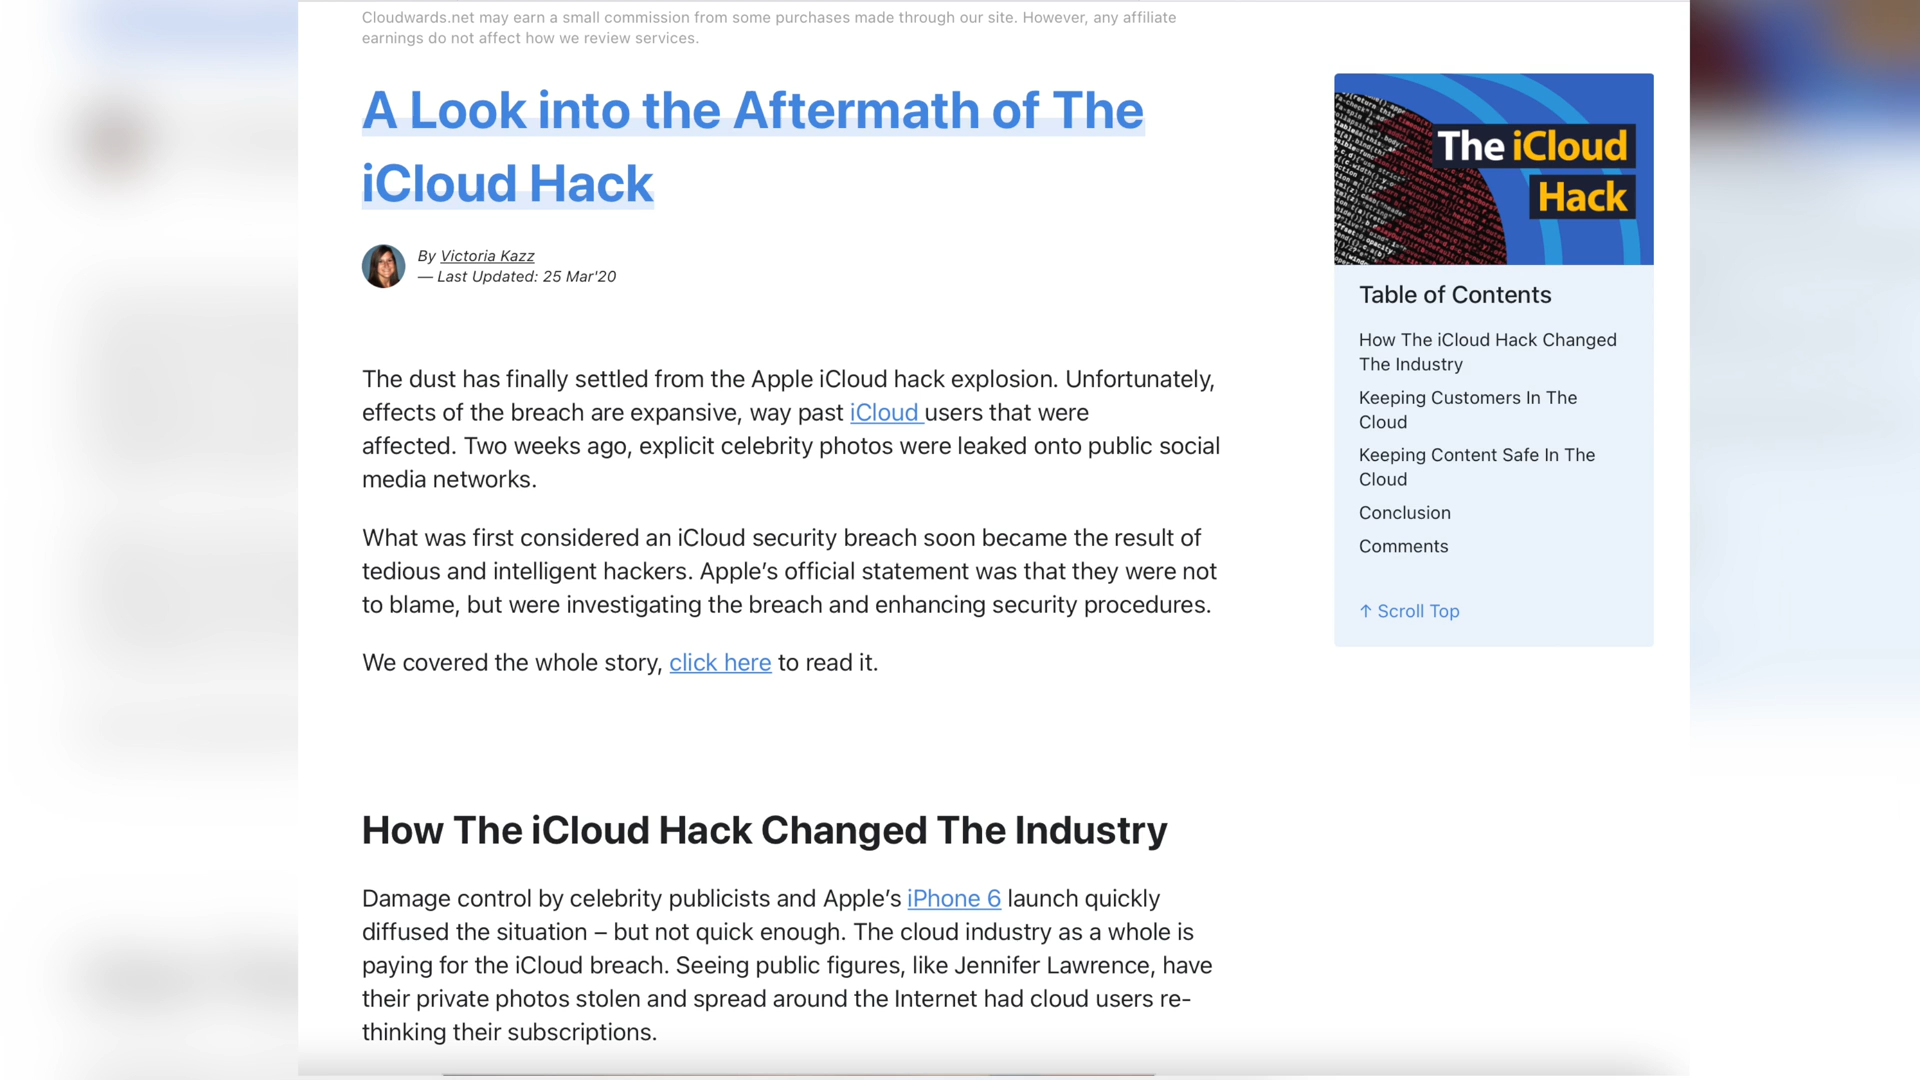 Cloudwards.net may earn a small commission from some purchases made through our site. However, any affiliate
earnings do not affect how we review services.
A Look into the Aftermath of The
iCloud Hack
By Victoria Kazz
— Last Updated: 25 Mar'20
The dust has finally settled from the Apple iCloud hack explosion. Unfortunately,
effects of the breach are expansive, way past iCloud users that were
affected. Two weeks ago, explicit celebrity photos were leaked onto public social
media networks.
What was first considered an iCloud security breach soon became the result of
tedious and intelligent hackers. Apple’s official statement was that they were not
to blame, but were investigating the breach and enhancing security procedures.
We covered the whole story, click here to read it.
How The iCloud Hack Changed The Industry
Damage control by celebrity publicists and Apple’s iPhone 6 launch quickly
diffused the situation – but not quick enough. The cloud industry as a whole is
paying for the iCloud breach. Seeing public figures, like Jennifer Lawrence, have
their private photos stolen and spread around the Internet had cloud users re-
thinking their subscriptions.
The iCloud
Hack
Table of Contents
How The iCloud Hack Changed
The Industry
Keeping Customers In The
Cloud
Keeping Content Safe In The
Cloud
Conclusion
Comments
↑ Scroll Top